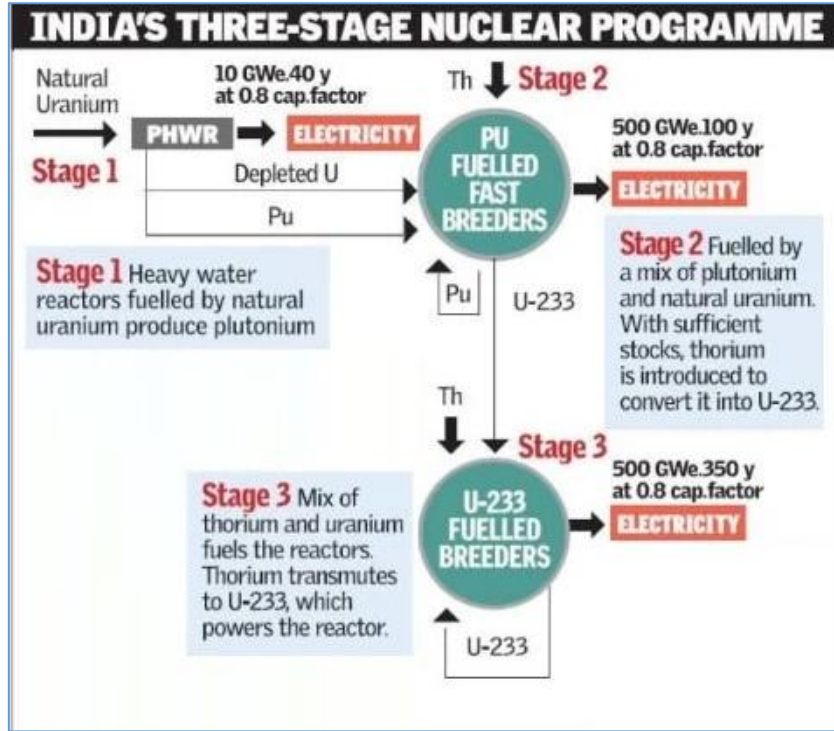 INDIA'S THREE-STAGE NUCLEAR PROGRAMME
Natural
Uranium
10 GWe.40 y
at 0.8 cap.factor
PHWR
ELECTRICITY
Stage 1
Depleted U
Pu
Th
Stage 2
PU
FUELLED
FAST
BREEDERS
500 GWe.100 y
at 0.8 cap.factor
ELECTRICITY
Stage 1 Heavy water
reactors fuelled by natural
uranium produce plutonium
Pu
U-233
Stage 2 Fuelled by
a mix of plutonium
and natural uranium.
With sufficient
stocks, thorium
is introduced to
convert it into U-233.
Th
Stage 3
U-233
FUELLED
BREEDERS
500 GWe.350 y
at 0.8 cap.factor
ELECTRICITY
Stage 3 Mix of
thorium and uranium
fuels the reactors.
Thorium transmutes
to U-233, which
powers the reactor.
U-233